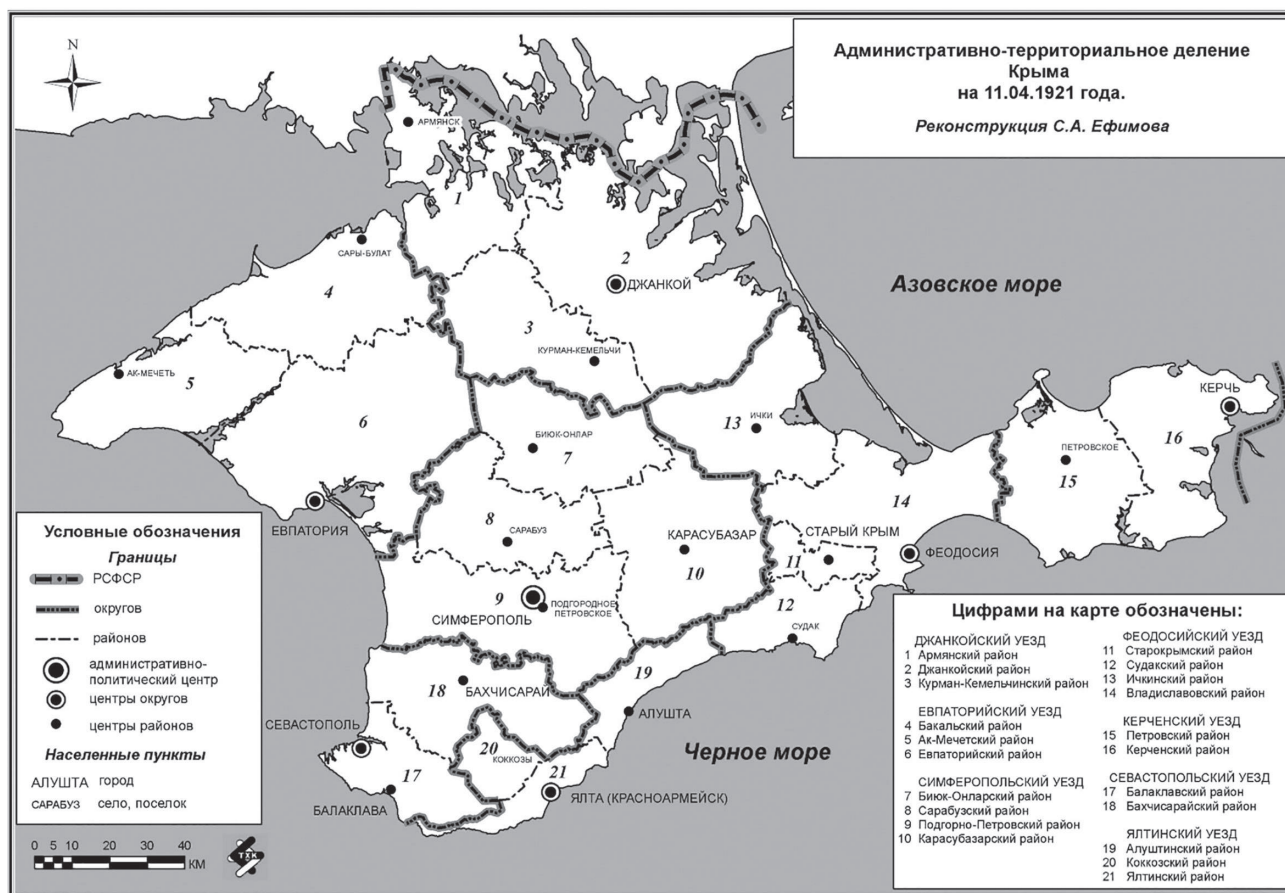 N
Административно-территориальное деление
Крыма
на 11.04.1921 года.
Реконструкция С.А. Ефимова
АРМЯНСК
1
САРЫ-БУЛАТ
2
ДЖАНКОЙ
4
Азовское море
3
КУРМАН-КЕМЕЛЬЧИ
АК-МЕЧЕТЬ
5
6
13
ИЧКИ
КЕРЧЬ
16
БИЮК-ОНЛАР
7
ПЕТРОВСКОЕ
15
14
ЕВПАТОРИЯ
8
САРАБУЗ
КАРАСУБАЗАР
10
СТАРЫЙ КРЫМ
11
ФЕОДОСИЯ
9
ПОДГОРНОЕ
ПЕТРОВСКОЕ
СИМФЕРОПОЛЬ
12
СУДАК
19
18
БАХЧИСАРАЙ
АЛУШТА
СЕВАСТОПОЛЬ
20
КОККОЗЫ
Черное море
17
21
БАЛАКЛАВА
ЯЛТА (КРАСНОАРМЕЙСК)
Условные обозначения
Границы
РСФСР
округов
районов
административно-
политический центр
центры округов
центры районов
Населенные пункты
АЛУШТА город
САРАБУЗ село, поселок
0 5 10 20 30 40
КМ
ТХК
Цифрами на карте обозначены:
ДЖАНКОЙСКИЙ УЕЗД
1 Армянский район
2 Джанкойский район
3 Курман-Кемельчинский район
ЕВПАТОРИЙСКИЙ УЕЗД
4 Бакальский район
5 Ак-Мечетский район
6 Евпаторийский район
СИМФЕРОПОЛЬСКИЙ УЕЗД
7 Биюк-Онларский район
8 Сарабузский район
9 Подгорно-Петровский район
10 Карасубазарский район
ФЕОДОСИЙСКИЙ УЕЗД
11 Старокрымский район
12 Судакский район
13 Ичкинский район
14 Владиславовский район
КЕРЧЕНСКИЙ УЕЗД
15 Петровский район
16 Керченский район
СЕВАСТОПОЛЬСКИЙ УЕЗД
17 Балаклавский район
18 Бахчисарайский район
ЯЛТИНСКИЙ УЕЗД
19 Алуштинский район
20 Коккозский район
21 Ялтинский район